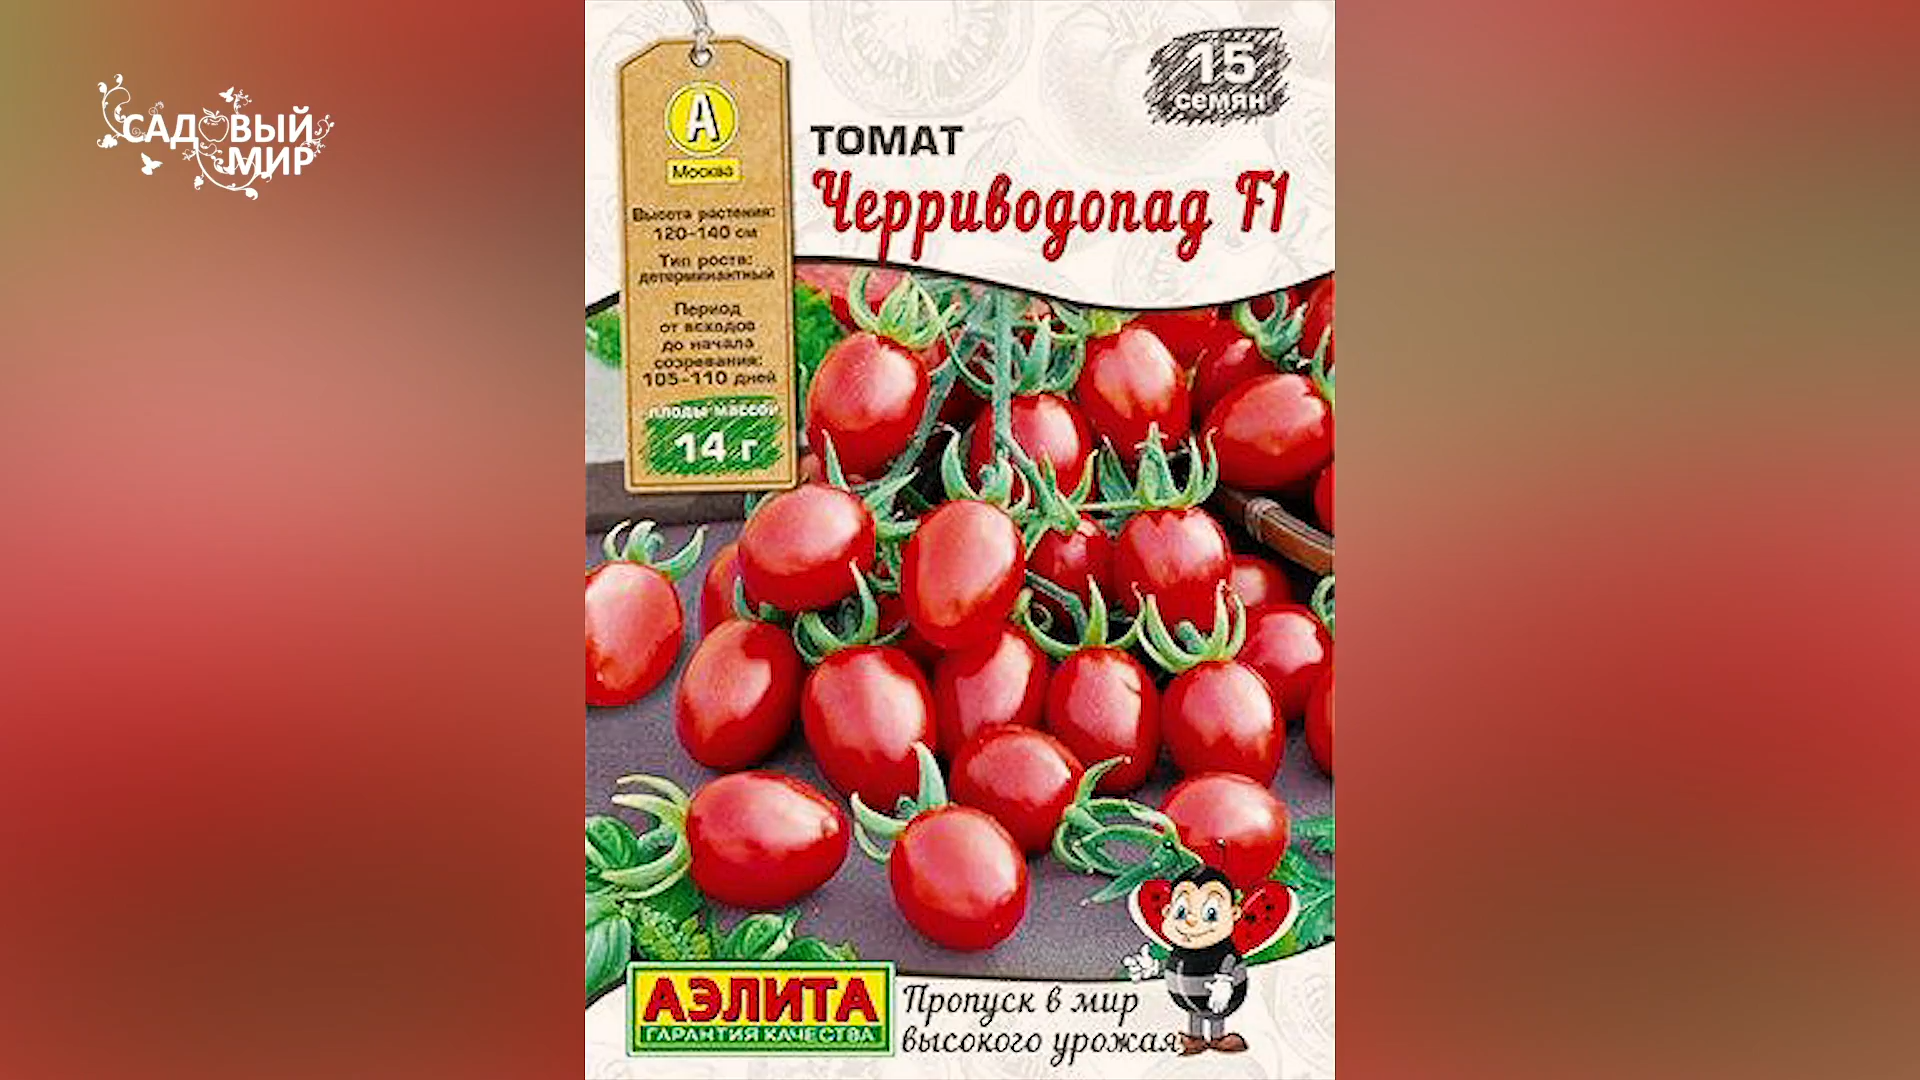 САДОВЫЙ
МИР
15
семян
ТОМАТ
Черриводопад F1
А
Москва
Высота растения:
120-140 см
Тип роста:
детерминантный
Период
от всходов
до начала
созревания:
105-110 дней
плоды массой
14 г
АЭЛИТА
ГАРАНТИЯ КАЧЕСТВА
Пропуск в мир
высокого урожая